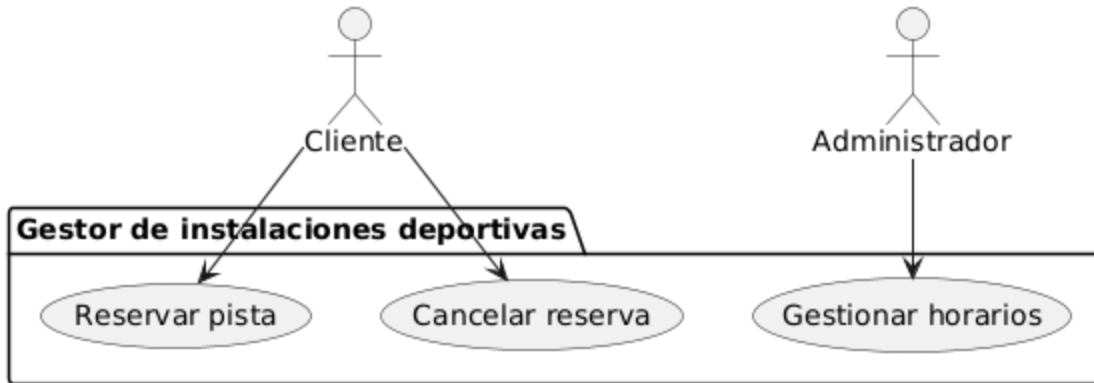 Cliente
Administrador
Gestor de instalaciones deportivas
Reservar pista
Cancelar reserva
Gestionar horarios